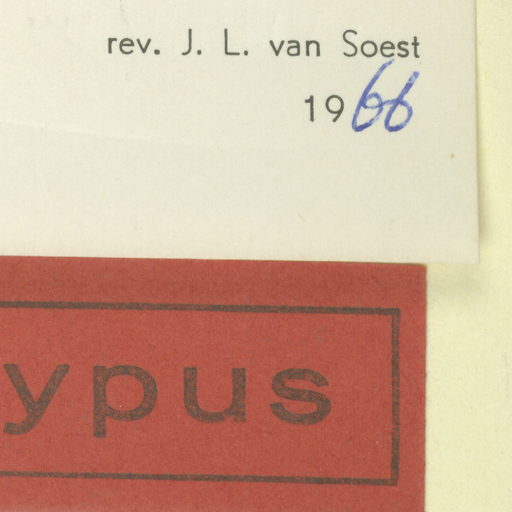 rev. J. L. van Soest
1966
ypus